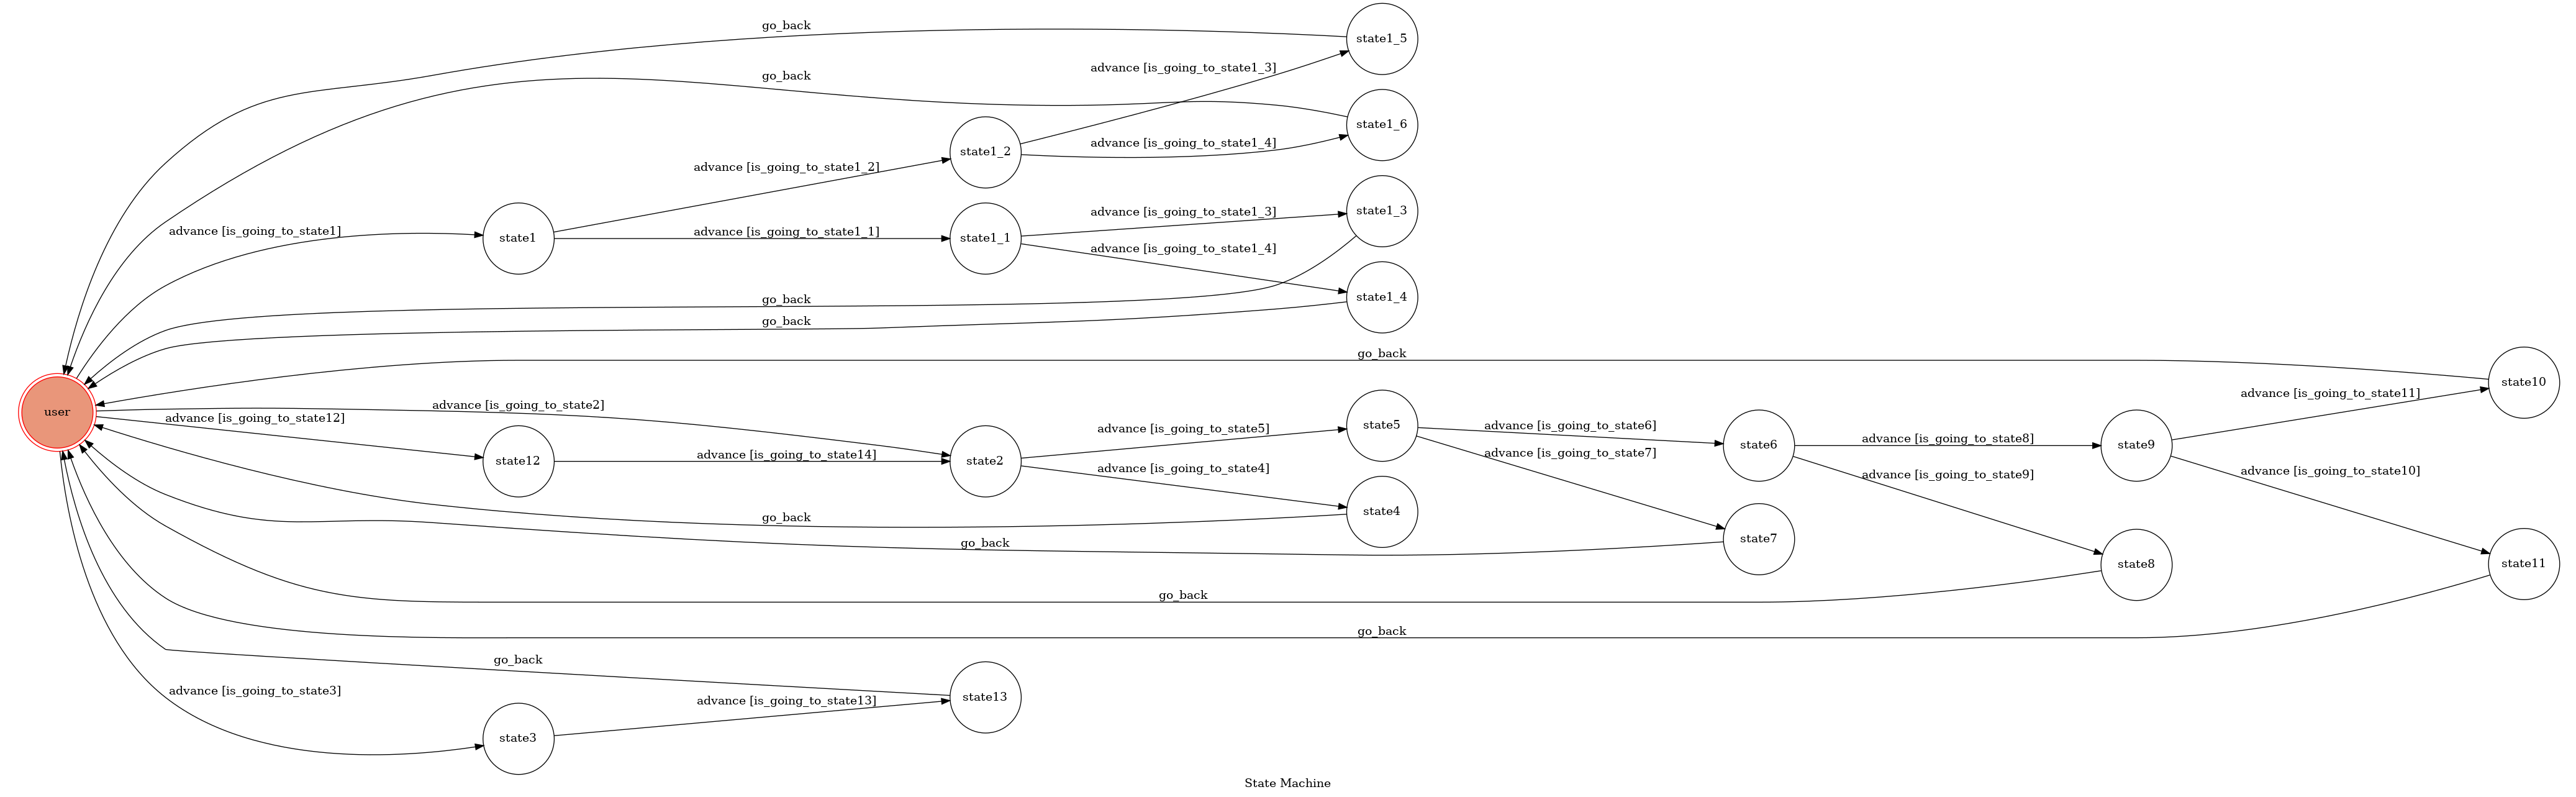 go_back
state1_5
advance [is_going_to_state1_3]
go_back
state1_6
advance [is_going_to_state1_4]
state1_2
advance [is_going_to_state1_2]
advance [is_going_to_state1]
state1
advance [is_going_to_state1_1]
state1_1
advance [is_going_to_state1_3]
state1_3
advance [is_going_to_state1_4]
state1_4
go_back
go_back
go_back
state10
user
advance [is_going_to_state2]
advance [is_going_to_state12]
state12
advance [is_going_to_state14]
state2
advance [is_going_to_state5]
state5
advance [is_going_to_state6]
state6
advance [is_going_to_state8]
state9
advance [is_going_to_state11]
advance [is_going_to_state4]
state4
advance [is_going_to_state7]
advance [is_going_to_state9]
advance [is_going_to_state10]
go_back
go_back
state7
state8
state11
go_back
go_back
go_back
advance [is_going_to_state3]
state3
advance [is_going_to_state13]
state13
State Machine